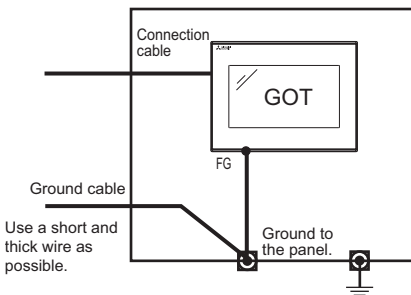 Connection
cable
GOT
FG
Ground cable
Use a short and
thick wire as
possible.
Ground to
the panel.